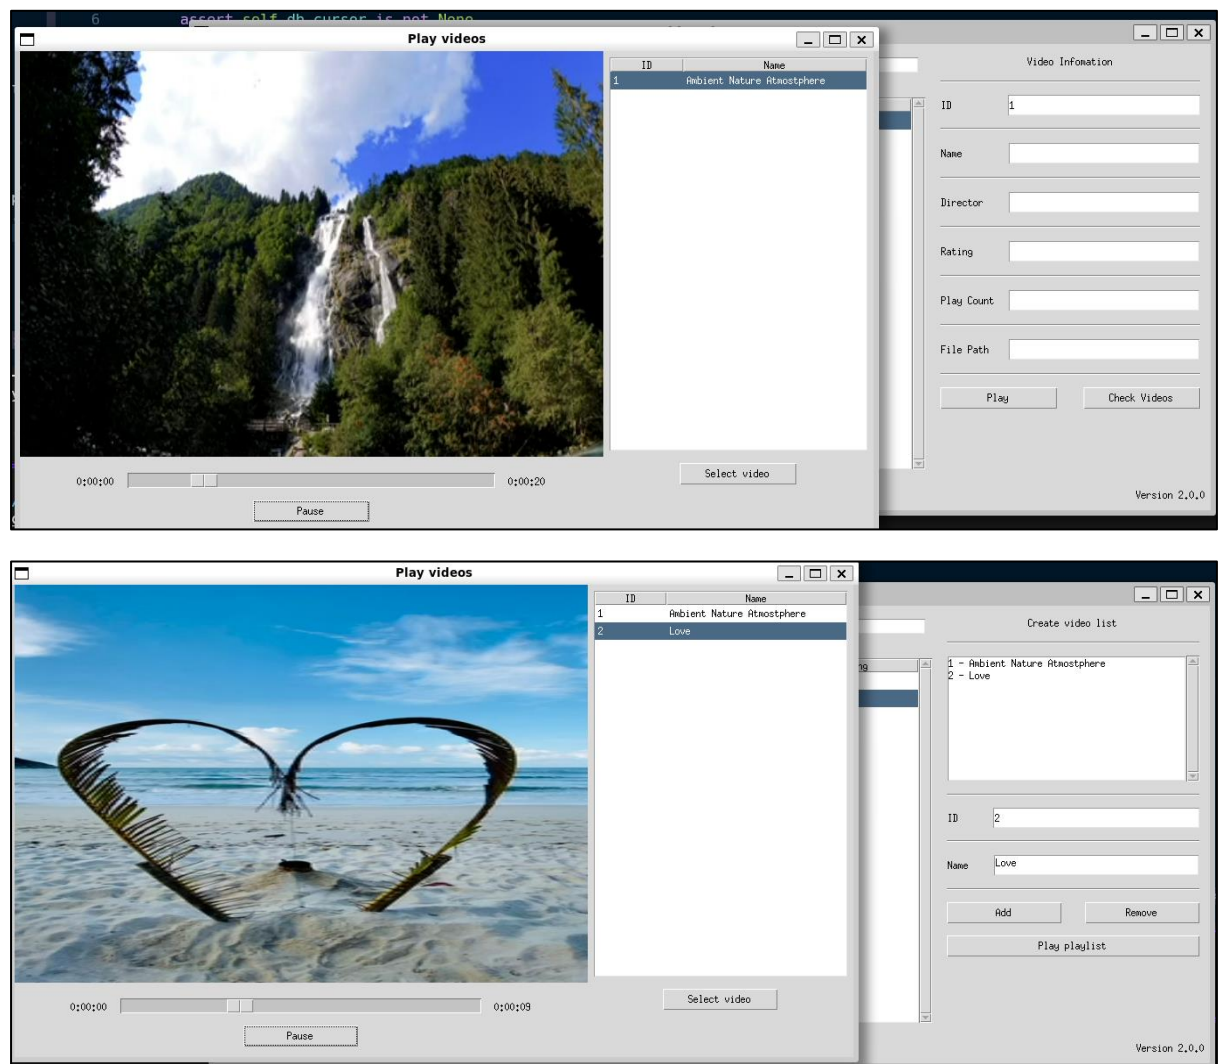 6 assert self.db.cursor is not None
Play videos
ID Name
1 Ambient Nature Atmostphere
Video Infomation
ID 1
Name
Director
Rating
Play Count
File Path
Play Check Videos
Select video
0:00:00 0:00:20
Pause
Version 2.0.0
Play videos
ID Name
1 Ambient Nature Atmostphere
2 Love
Create video list
1 - Ambient Nature Atmostphere
2 - Love
ID 2
Name Love
Add Remove
Play playlist
Select video
0:00:00 0:00:09
Pause
Version 2.0.0